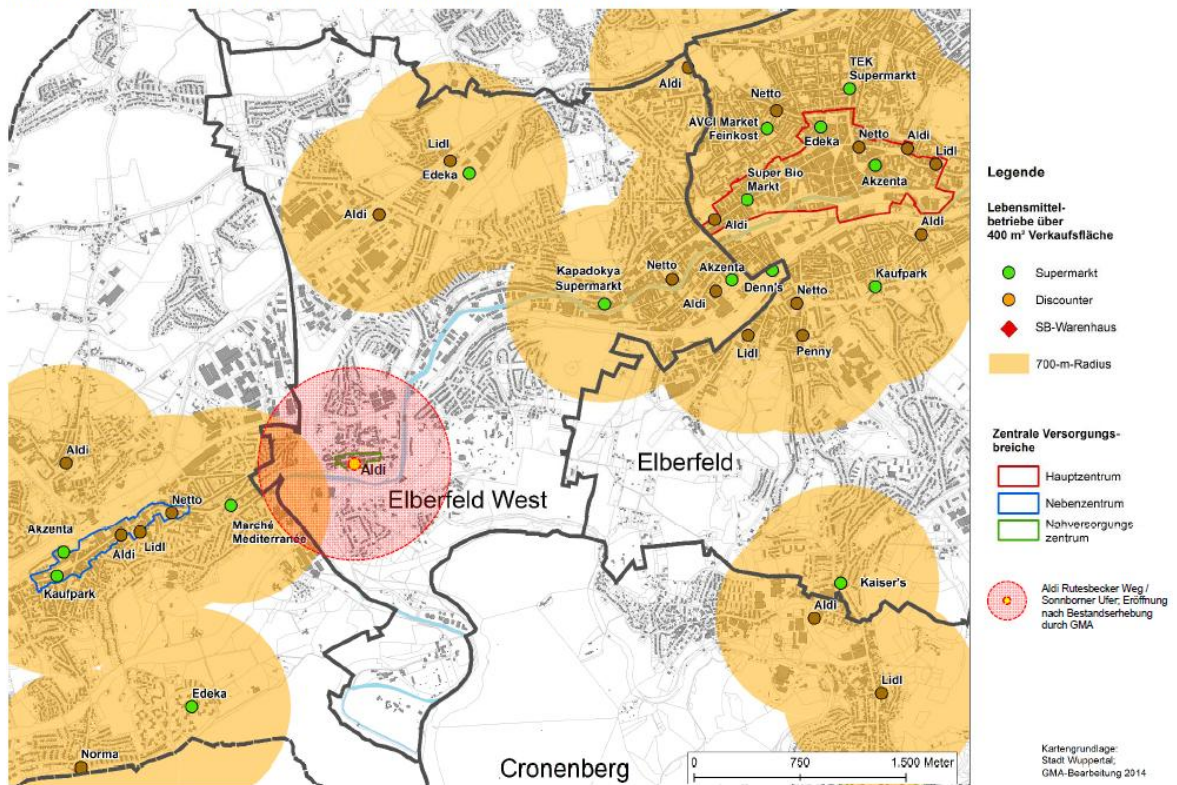 TEK
Supermarkt
Aldi
Netto
AVCI Market
Feinkost
Edeka
Netto
Aldi
Lidl
Akzenta
Super Bio
Markt
Aldi
Aldi
Lidl
Edeka
Aldi
Kapadokya
Supermarkt
Netto
Akzenta
Aldi
Denn's
Netto
Kaufpark
Lidl
Penny
Aldi
Elberfeld
Elberfeld West
Aldi
Netto
Akzenta
Aldi
Lidl
Marché
Méditerranée
Kaufpark
Kaiser's
Aldi
Lidl
Edeka
Norma
Cronenberg
0 750 1.500 Meter
Legende
Lebensmittel-
betriebe über
400 m² Verkaufsfläche
Supermarkt
Discounter
SB-Warenhaus
700-m-Radius
Zentrale Versorgungs-
breiche
Hauptzentrum
Nebenzentrum
Nahversorgungs
zentrum
Aldi Rutesbecker Weg /
Sonnborner Ufer; Eröffnung
nach Bestandserhebung
durch GMA
Kartengrundlage:
Stadt Wuppertal;
GMA-Bearbeitung 2014